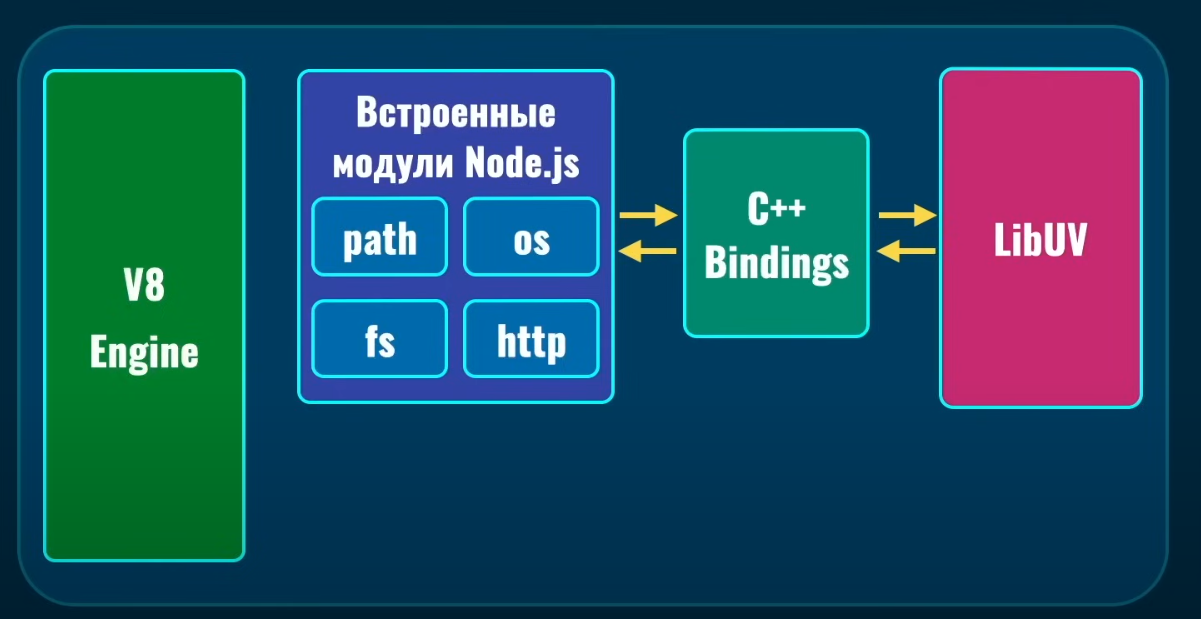 V8
Engine
Встроенные
модули Node.js
path
os
fs
http
C++
Bindings
LibUV